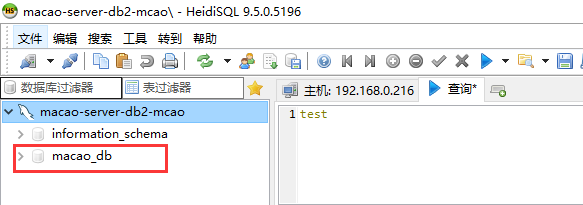 macao-server-db2-mcao\ - HeidiSQL 9.5.0.5196
文件 编辑 搜索 工具 转到 帮助
数据库过滤器 表过滤器 主机: 192.168.0.216 查询*
macao-server-db2-mcao 1 test
information_schema
macao_db